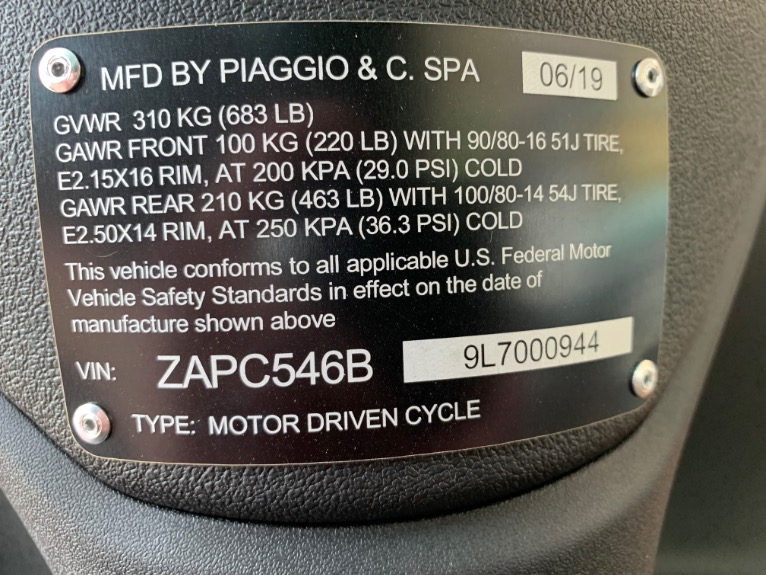 MFD BY PIAGGIO & C. SPA 06/19
GVWR 310 KG (683 LB)
GAWR FRONT 100 KG (220 LB) WITH 90/80-16 51J TIRE,
E2.15X16 RIM, AT 200 KPA (29.0 PSI) COLD
GAWR REAR 210 KG (463 LB) WITH 100/80-14 54J TIRE,
E2.50X14 RIM, AT 250 KPA (36.3 PSI) COLD
This vehicle conforms to all applicable U.S. Federal Motor
Vehicle Safety Standards in effect on the date of
manufacture shown above
VIN: ZAPC546B 9L7000944
TYPE: MOTOR DRIVEN CYCLE